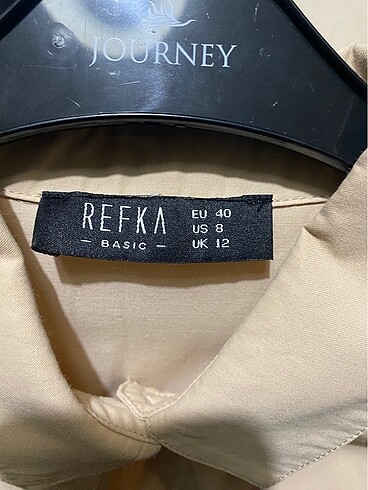 JOURNEY
REFKA
— BASIC —
EU 40
US 8
UK 12